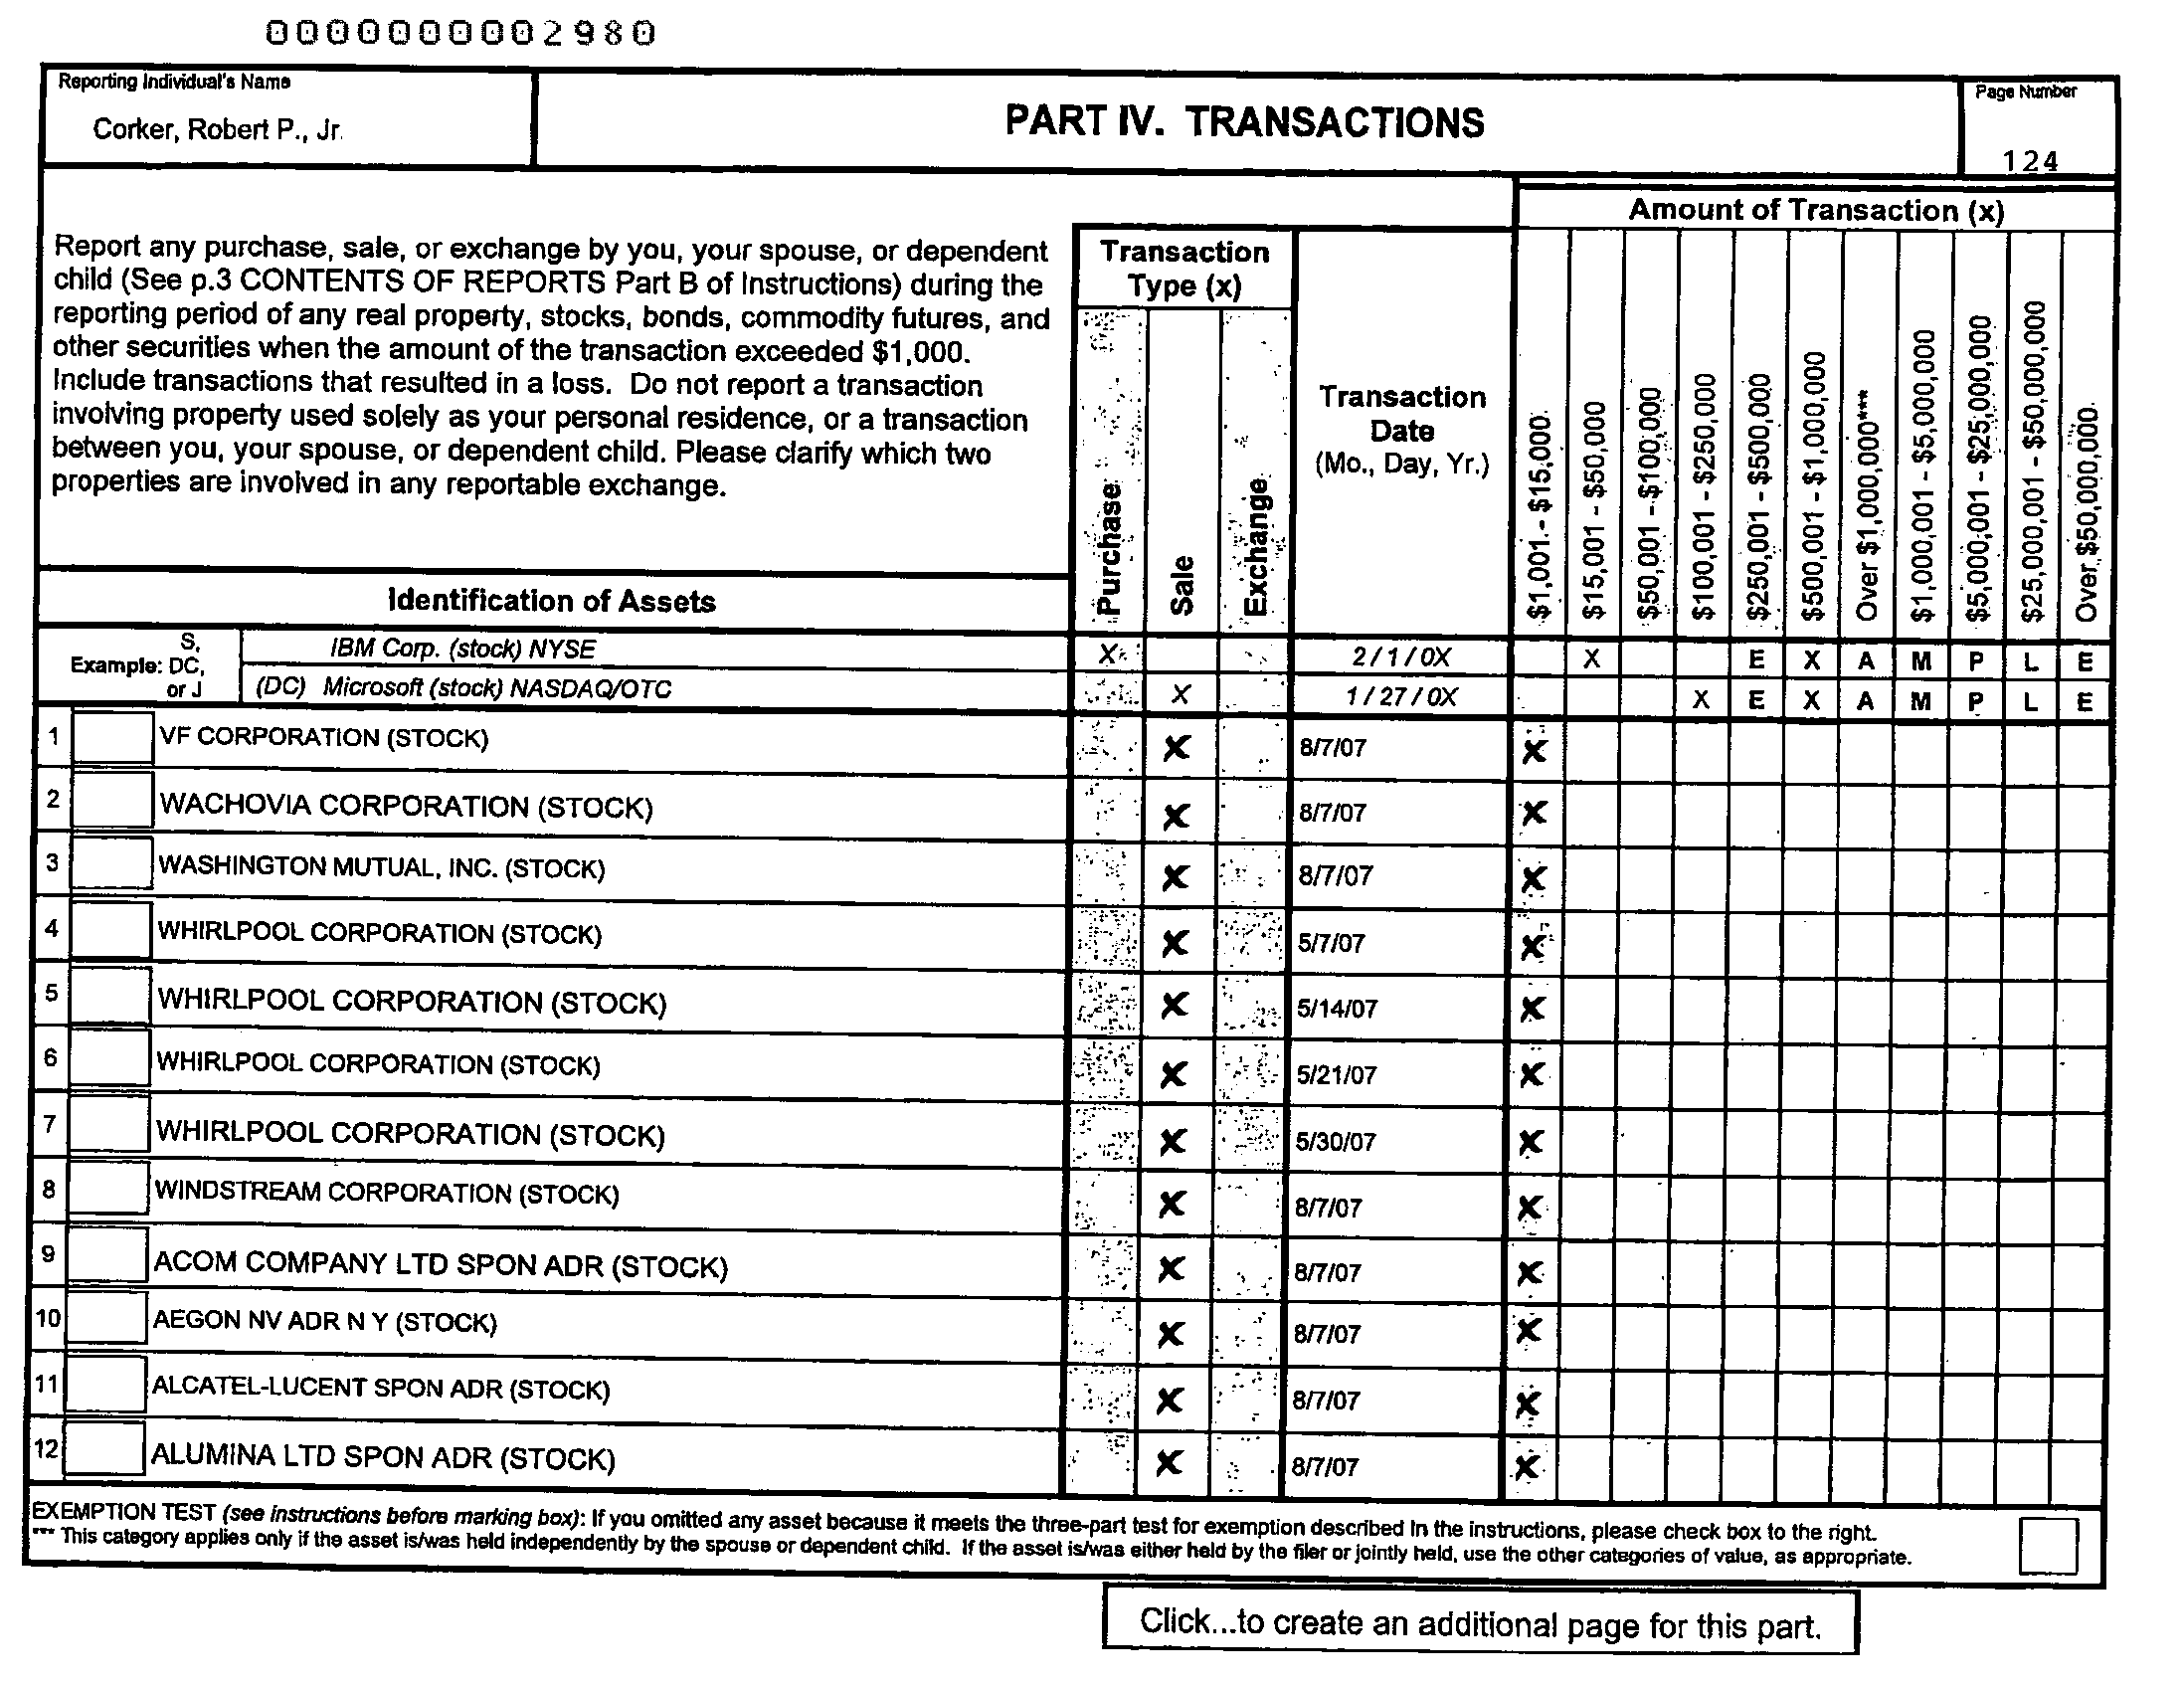 0000000002980
Reporting Individual's Name
Corker, Robert P., Jr.
PART IV. TRANSACTIONS
Page Number
124
Report any purchase, sale, or exchange by you, your spouse, or dependent
child (See p.3 CONTENTS OF REPORTS Part B of Instructions) during the
reporting period of any real property, stocks, bonds, commodity futures, and
other securities when the amount of the transaction exceeded $1,000.
Include transactions that resulted in a loss. Do not report a transaction
involving property used solely as your personal residence, or a transaction
between you, your spouse, or dependent child. Please clarify which two
properties are involved in any reportable exchange.
Identification of Assets
Transaction
Type (x)
Purchase
Sale
Exchange
Transaction
Date
(Mo., Day, Yr.)
Amount of Transaction (x)
$1,001 - $15,000
$15,001 - $50,000
$50,001 - $100,000
$100,001 - $250,000
$250,001 - $500,000
$500,001 - $1,000,000
Over $1,000,000***
$1,000,001 - $5,000,000
$5,000,001 - $25,000,000
$25,000,001 - $50,000,000
Over $50,000,000
Example: S, DC, or J
IBM Corp. (stock) NYSE X 2 / 1 / 0X X E X A M P L E
(DC) Microsoft (stock) NASDAQ/OTC X 1 / 27 / 0X X E X A M P L E
1 VF CORPORATION (STOCK) X 8/7/07 X
2 WACHOVIA CORPORATION (STOCK) X 8/7/07 X
3 WASHINGTON MUTUAL, INC. (STOCK) X 8/7/07 X
4 WHIRLPOOL CORPORATION (STOCK) X 5/7/07 X
5 WHIRLPOOL CORPORATION (STOCK) X 5/14/07 X
6 WHIRLPOOL CORPORATION (STOCK) X 5/21/07 X
7 WHIRLPOOL CORPORATION (STOCK) X 5/30/07 X
8 WINDSTREAM CORPORATION (STOCK) X 8/7/07 X
9 ACOM COMPANY LTD SPON ADR (STOCK) X 8/7/07 X
10 AEGON NV ADR N Y (STOCK) X 8/7/07 X
11 ALCATEL-LUCENT SPON ADR (STOCK) X 8/7/07 X
12 ALUMINA LTD SPON ADR (STOCK) X 8/7/07 X
EXEMPTION TEST (see instructions before marking box): If you omitted any asset because it meets the three-part test for exemption described in the instructions, please check box to the right.
*** This category applies only if the asset is/was held independently by the spouse or dependent child. If the asset is/was either held by the filer or jointly held, use the other categories of value, as appropriate.
Click...to create an additional page for this part.